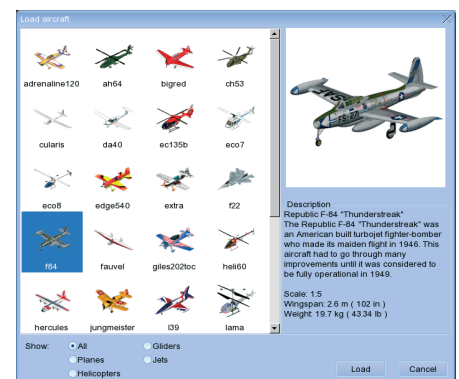 Load aircraft
adrenaline120 ah64 bigred ch53
cularis da40 ec135b eco7
eco8 edge540 extra f22
f84 fauvel giles202toc heli60
hercules jungmeister l39 lama
FS-271
Description
Republic F-84 "Thunderstreak"
The Republic F-84 "Thunderstreak" was
an American built turbojet fighter-bomber
who made its maiden flight in 1946. This
aircraft had to go through many
improvements until it was considered to
be fully operational in 1949.
Scale: 1:5
Wingspan: 2.6 m ( 102 in )
Weight: 19.7 kg ( 43.34 lb )
Show: All Gliders
Planes Jets
Helicopters
Load Cancel